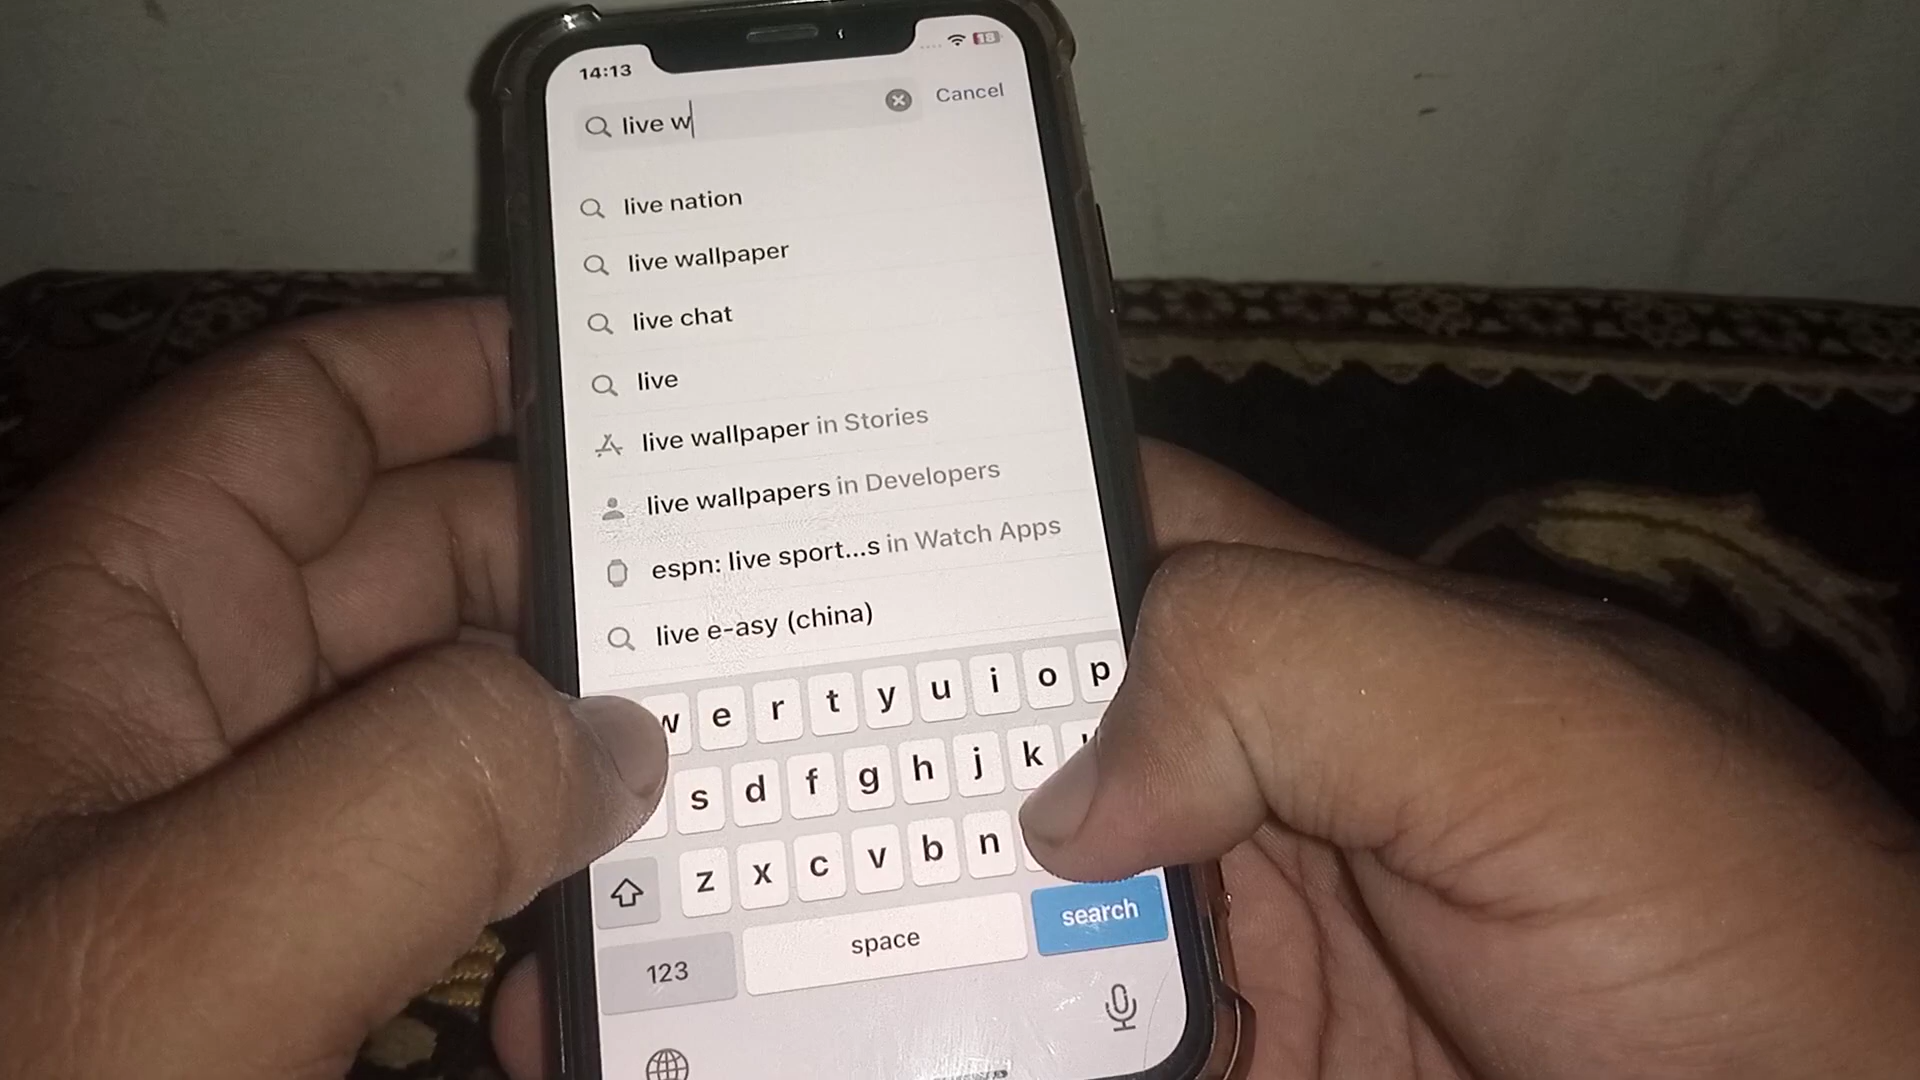 14:13
18
live w
Cancel
live nation
live wallpaper
live chat
live
live wallpaper in Stories
live wallpapers in Developers
espn: live sport...s in Watch Apps
live e-asy (china)
w e r t y u i o p
s d f g h j k
z x c v b n
123
space
search